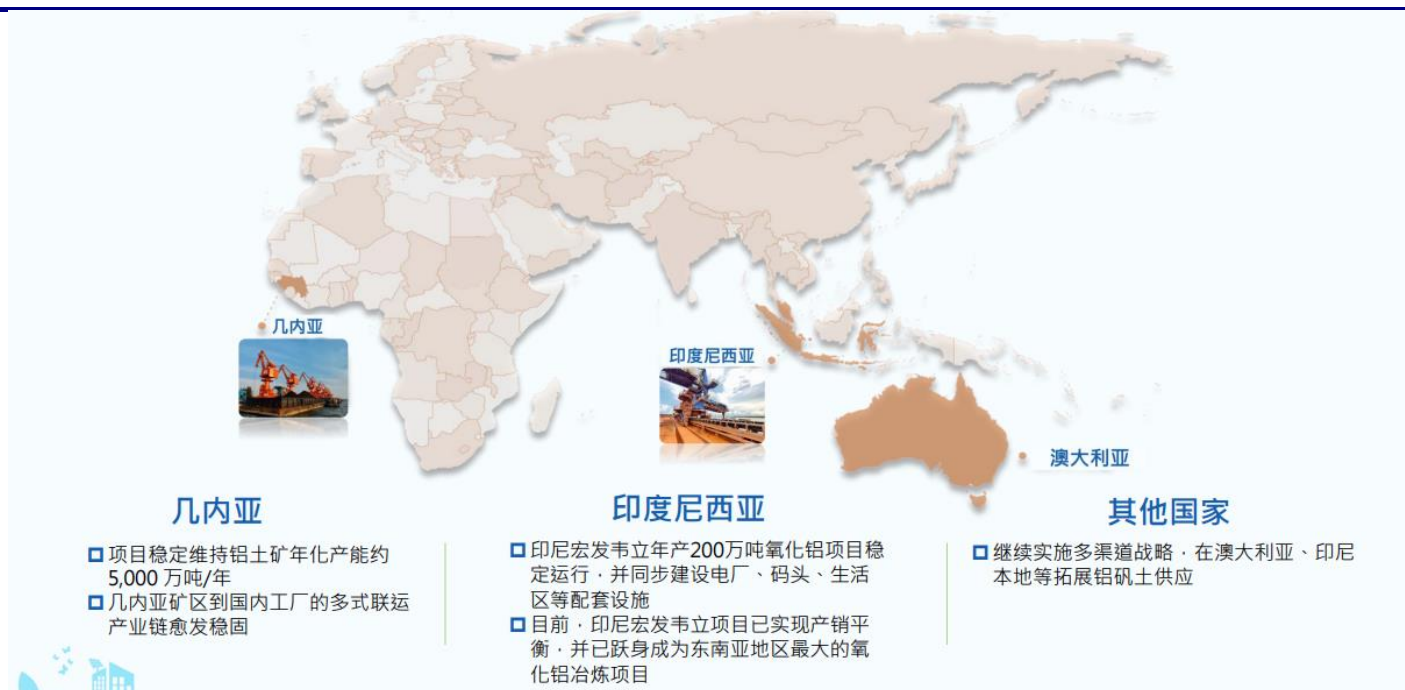 几内亚
印度尼西亚
澳大利亚
几内亚
项目稳定维持铝土矿年化产能约
5,000 万吨/年
几内亚矿区到国内工厂的多式联运
产业链愈发稳固
印度尼西亚
印尼宏发韦立年产200万吨氧化铝项目稳
定运行，并同步建设电厂、码头、生活
区等配套设施
目前，印尼宏发韦立项目已实现产销平
衡，并已跃身成为东南亚地区最大的氧
化铝冶炼项目
其他国家
继续实施多渠道战略，在澳大利亚、印尼
本地等拓展铝矾土供应